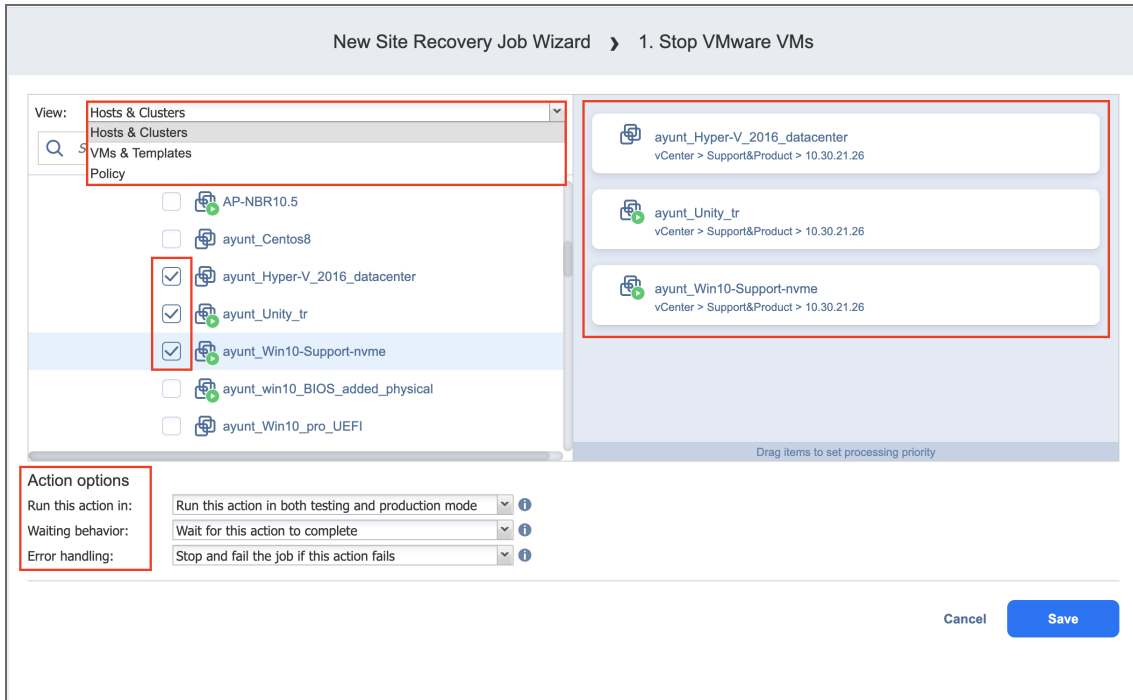 New Site Recovery Job Wizard ❯ 1. Stop VMware VMs
View: Hosts & Clusters
Hosts & Clusters
S
VMs & Templates
Policy
AP-NBR10.5
ayunt_Centos8
ayunt_Hyper-V_2016_datacenter
ayunt_Unity_tr
ayunt_Win10-Support-nvme
ayunt_win10_BIOS_added_physical
ayunt_Win10_pro_UEFI
ayunt_Hyper-V_2016_datacenter
vCenter > Support&Product > 10.30.21.26
ayunt_Unity_tr
vCenter > Support&Product > 10.30.21.26
ayunt_Win10-Support-nvme
vCenter > Support&Product > 10.30.21.26
Drag items to set processing priority
Action options
Run this action in: Run this action in both testing and production mode
Waiting behavior: Wait for this action to complete
Error handling: Stop and fail the job if this action fails
Cancel Save